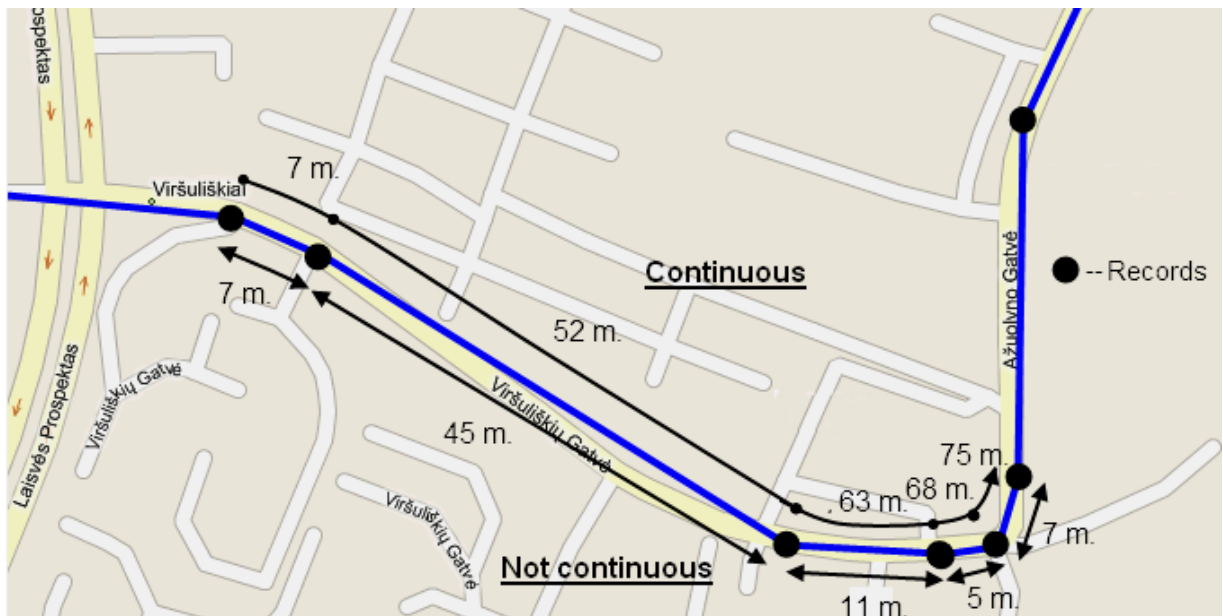 rospektas
Viršuliškiai
7 m.
Continuous
-- Records
7 m.
52 m.
Ažuolyno Gatvė
Viršuliškių Gatvė
Laisvės Prospektas
Viršuliškių Gatvė
45 m.
75 m.
63 m.
68 m.
Viršuliškių Gatvė
7 m.
Not continuous
11 m.
5 m.